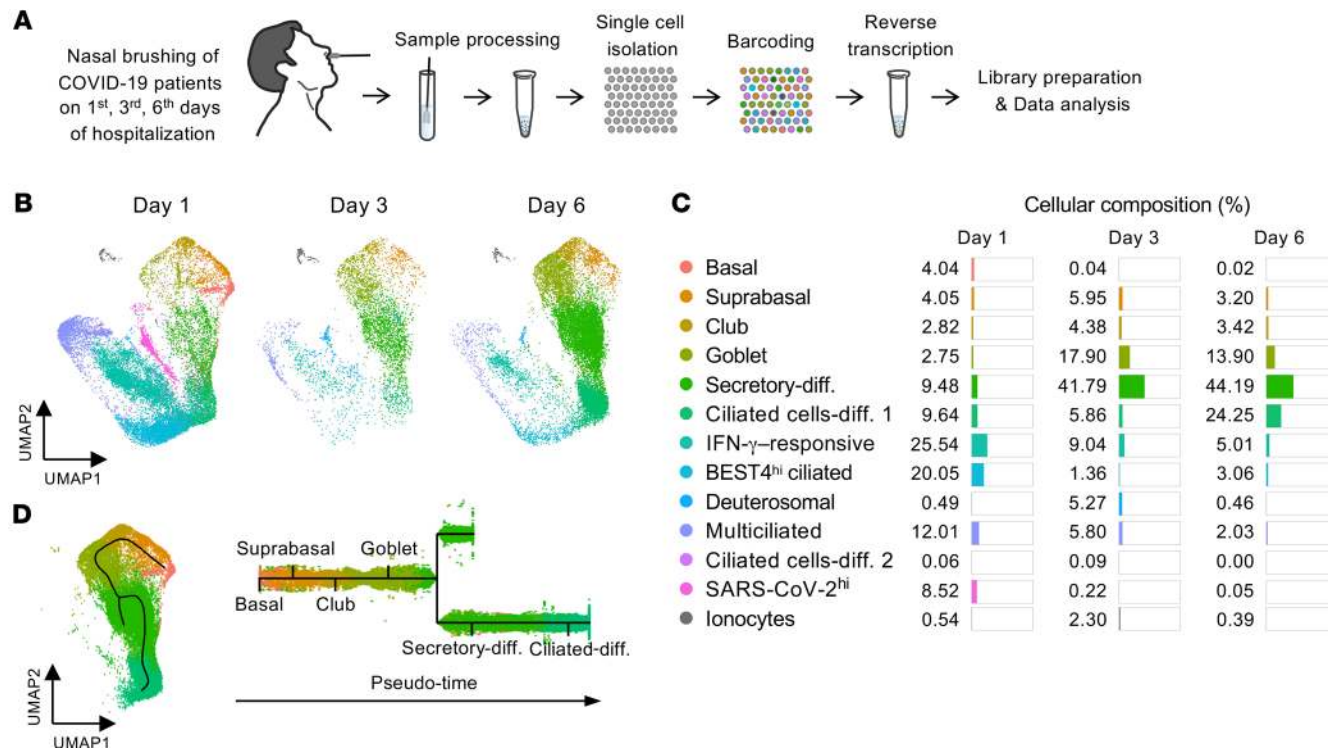 A
Nasal brushing of
COVID-19 patients
on 1st, 3rd, 6th days
of hospitalization
Sample processing
Single cell
isolation
Barcoding
Reverse
transcription
Library preparation
& Data analysis
B
Day 1
Day 3
Day 6
UMAP2
UMAP1
C
Cellular composition (%)
Day 1 Day 3 Day 6
Basal 4.04 0.04 0.02
Suprabasal 4.05 5.95 3.20
Club 2.82 4.38 3.42
Goblet 2.75 17.90 13.90
Secretory-diff. 9.48 41.79 44.19
Ciliated cells-diff. 1 9.64 5.86 24.25
IFN-γ–responsive 25.54 9.04 5.01
BEST4hi ciliated 20.05 1.36 3.06
Deuterosomal 0.49 5.27 0.46
Multiciliated 12.01 5.80 2.03
Ciliated cells-diff. 2 0.06 0.09 0.00
SARS-CoV-2hi 8.52 0.22 0.05
Ionocytes 0.54 2.30 0.39
D
UMAP2
UMAP1
Suprabasal
Goblet
Basal
Club
Secretory-diff.
Ciliated-diff.
Pseudo-time